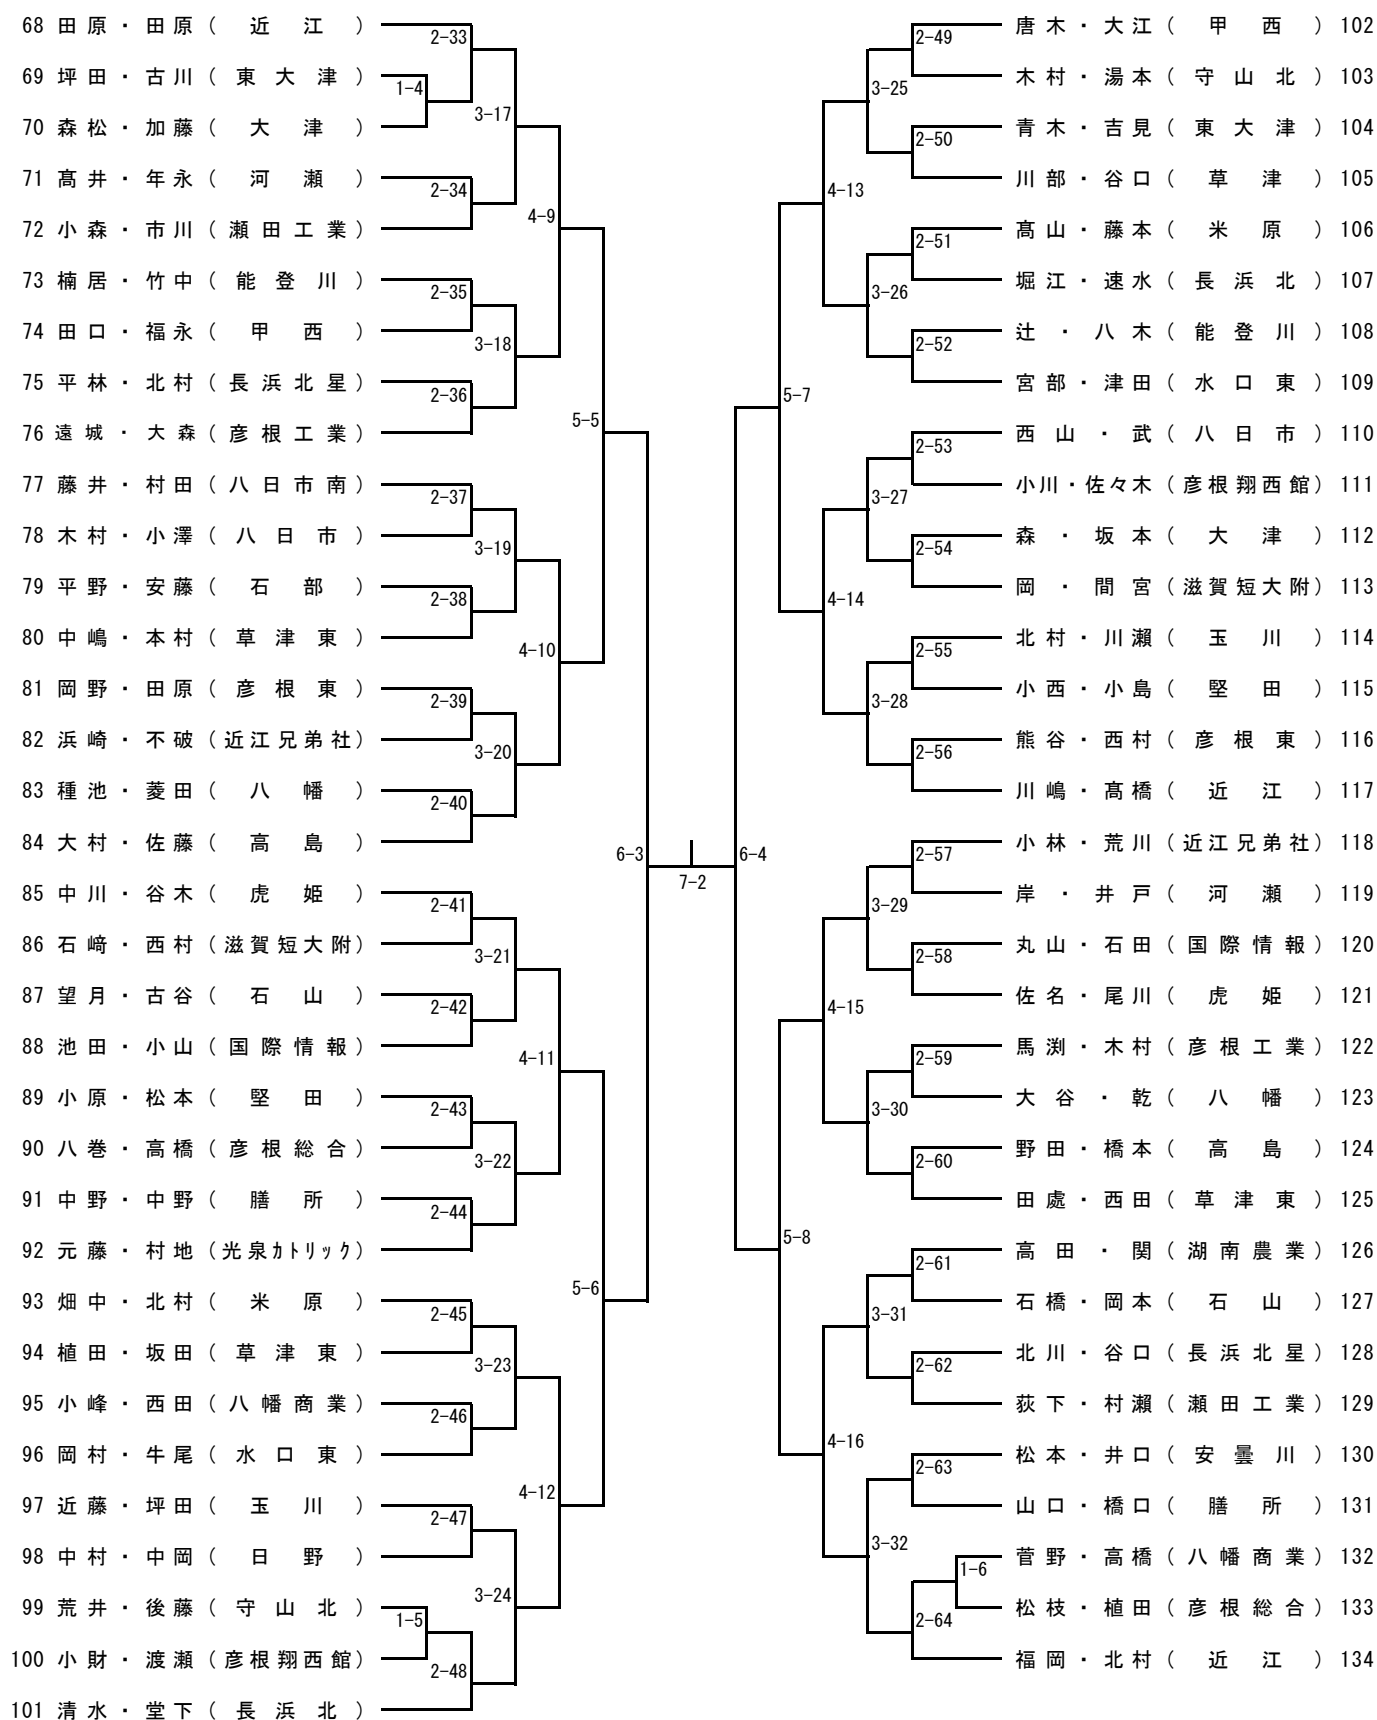 68 田原・田原（近江）
69 坪田・古川（東大津）
70 森松・加藤（大津）
71 髙井・年永（河瀬）
72 小森・市川（瀬田工業）
73 楠居・竹中（能登川）
74 田口・福永（甲西）
75 平林・北村（長浜北星）
76 遠城・大森（彦根工業）
77 藤井・村田（八日市南）
78 木村・小澤（八日市）
79 平野・安藤（石部）
80 中嶋・本村（草津東）
81 岡野・田原（彦根東）
82 浜崎・不破（近江兄弟社）
83 種池・菱田（八幡）
84 大村・佐藤（高島）
85 中川・谷木（虎姫）
86 石﨑・西村（滋賀短大附）
87 望月・古谷（石山）
88 池田・小山（国際情報）
89 小原・松本（堅田）
90 八巻・高橋（彦根総合）
91 中野・中野（膳所）
92 元藤・村地（光泉ｶﾄﾘｯｸ）
93 畑中・北村（米原）
94 植田・坂田（草津東）
95 小峰・西田（八幡商業）
96 岡村・牛尾（水口東）
97 近藤・坪田（玉川）
98 中村・中岡（日野）
99 荒井・後藤（守山北）
100 小財・渡瀬（彦根翔西館）
101 清水・堂下（長浜北）
1-4
1-5
2-33
2-34
2-35
2-36
2-37
2-38
2-39
2-40
2-41
2-42
2-43
2-44
2-45
2-46
2-47
2-48
3-17
3-18
3-19
3-20
3-21
3-22
3-23
3-24
4-9
4-10
4-11
4-12
5-5
5-6
6-3
7-2
6-4
5-7
5-8
4-13
4-14
4-15
4-16
3-25
3-26
3-27
3-28
3-29
3-30
3-31
3-32
2-49
2-50
2-51
2-52
2-53
2-54
2-55
2-56
2-57
2-58
2-59
2-60
2-61
2-62
2-63
2-64
1-6
唐木・大江（甲西）102
木村・湯本（守山北）103
青木・吉見（東大津）104
川部・谷口（草津）105
髙山・藤本（米原）106
堀江・速水（長浜北）107
辻・八木（能登川）108
宮部・津田（水口東）109
西山・武（八日市）110
小川・佐々木（彦根翔西館）111
森・坂本（大津）112
岡・間宮（滋賀短大附）113
北村・川瀨（玉川）114
小西・小島（堅田）115
熊谷・西村（彦根東）116
川嶋・髙橋（近江）117
小林・荒川（近江兄弟社）118
岸・井戸（河瀬）119
丸山・石田（国際情報）120
佐名・尾川（虎姫）121
馬渕・木村（彦根工業）122
大谷・乾（八幡）123
野田・橋本（高島）124
田處・西田（草津東）125
高田・関（湖南農業）126
石橋・岡本（石山）127
北川・谷口（長浜北星）128
荻下・村瀨（瀬田工業）129
松本・井口（安曇川）130
山口・橋口（膳所）131
菅野・高橋（八幡商業）132
松枝・植田（彦根総合）133
福岡・北村（近江）134